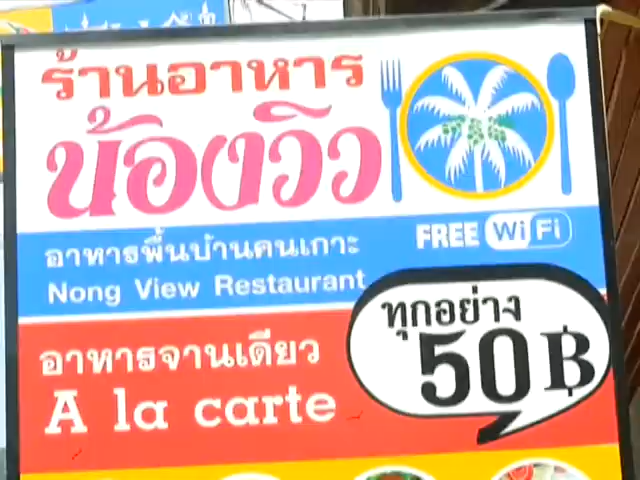 ร้านอาหาร
น้องวิว
อาหารพื้นบ้านคนเกาะ
FREE WiFi
Nong View Restaurant
ทุกอย่าง
50฿
อาหารจานเดียว
A la carte